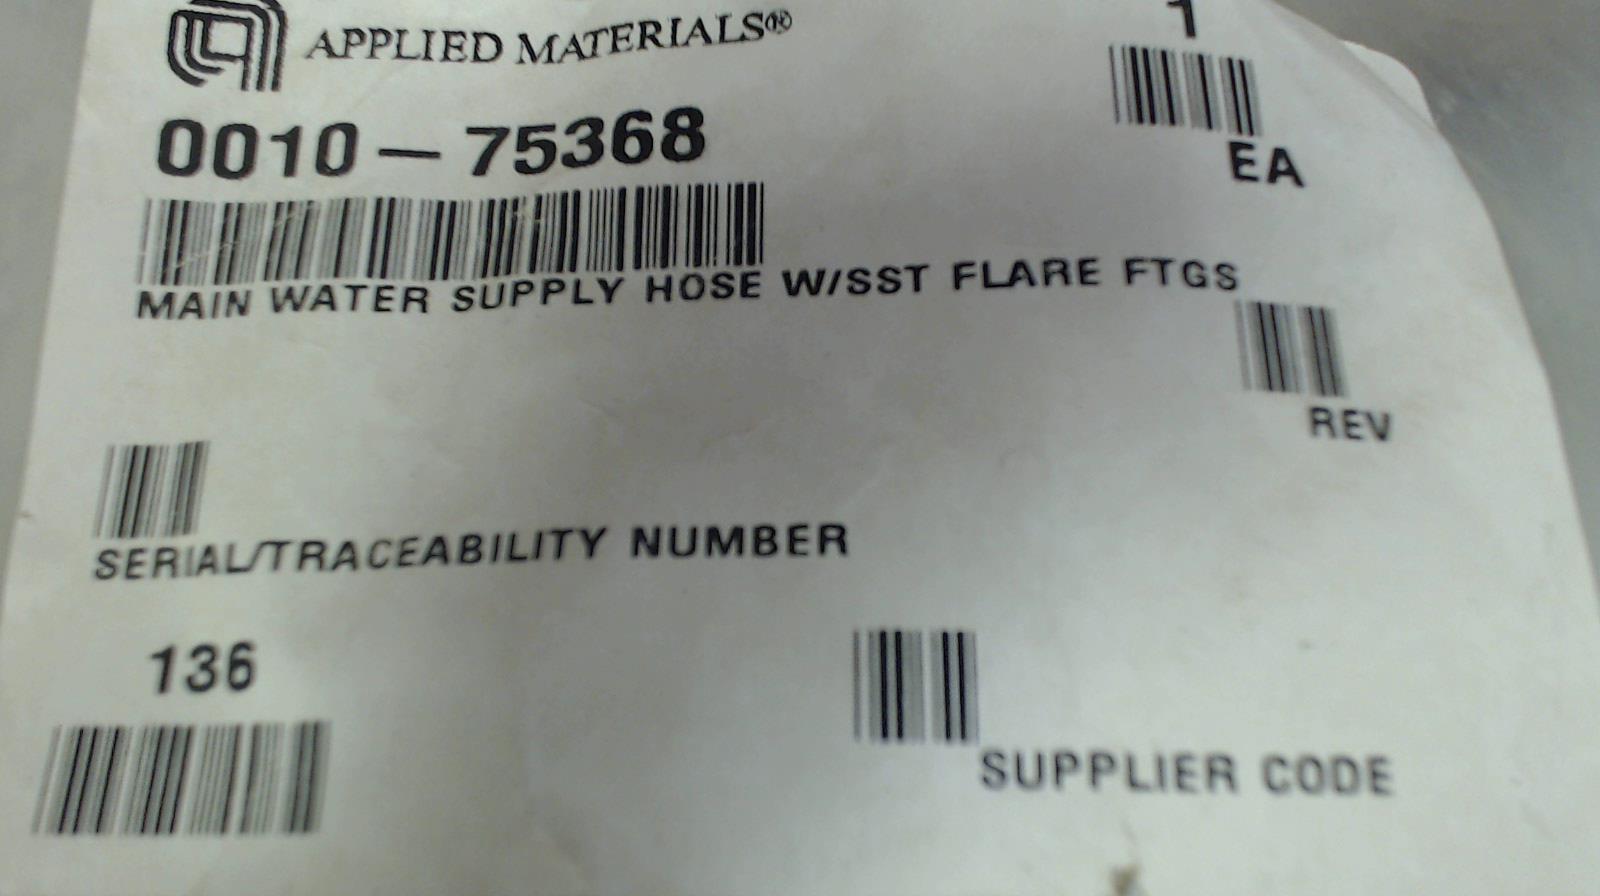 APPLIED MATERIALS®
1
0010-75368
EA
MAIN WATER SUPPLY HOSE W/SST FLARE FTGS
REV
SERIAL/TRACEABILITY NUMBER
136
SUPPLIER CODE